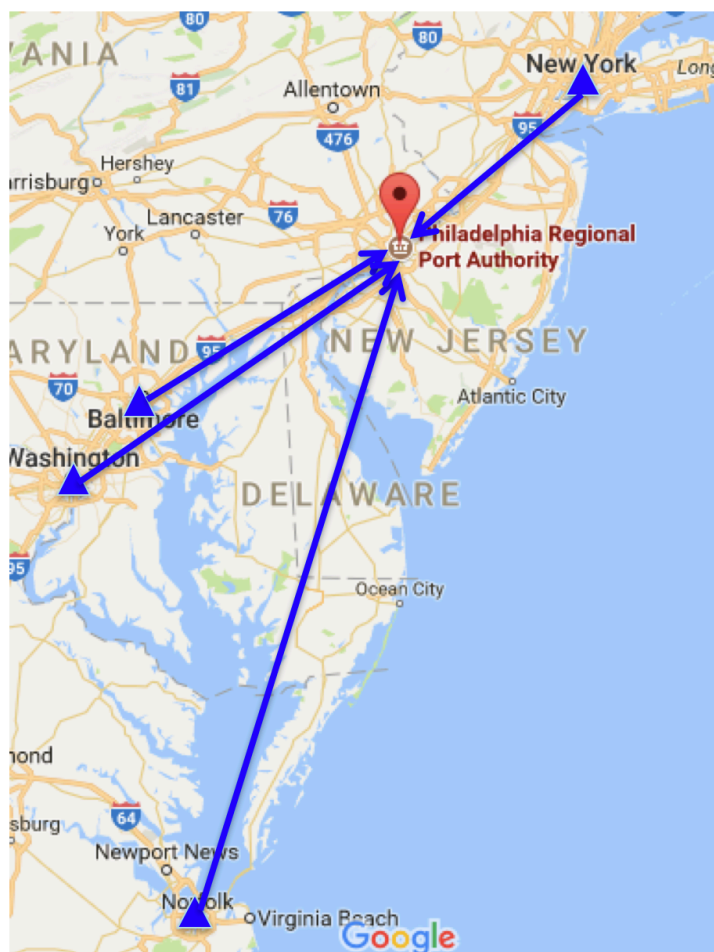 80
80
New York
Long
VANIA
81
Allentown
95
476
Hershey
arrisburg
76
Lancaster
York
Philadelphia Regional
Port Authority
ARYLAND
95
NEW JERSEY
70
Atlantic City
Baltimore
Washington
DELAWARE
95
Ocean City
mond
64
sburg
Newport News
Norfolk
Virginia Beach
Google